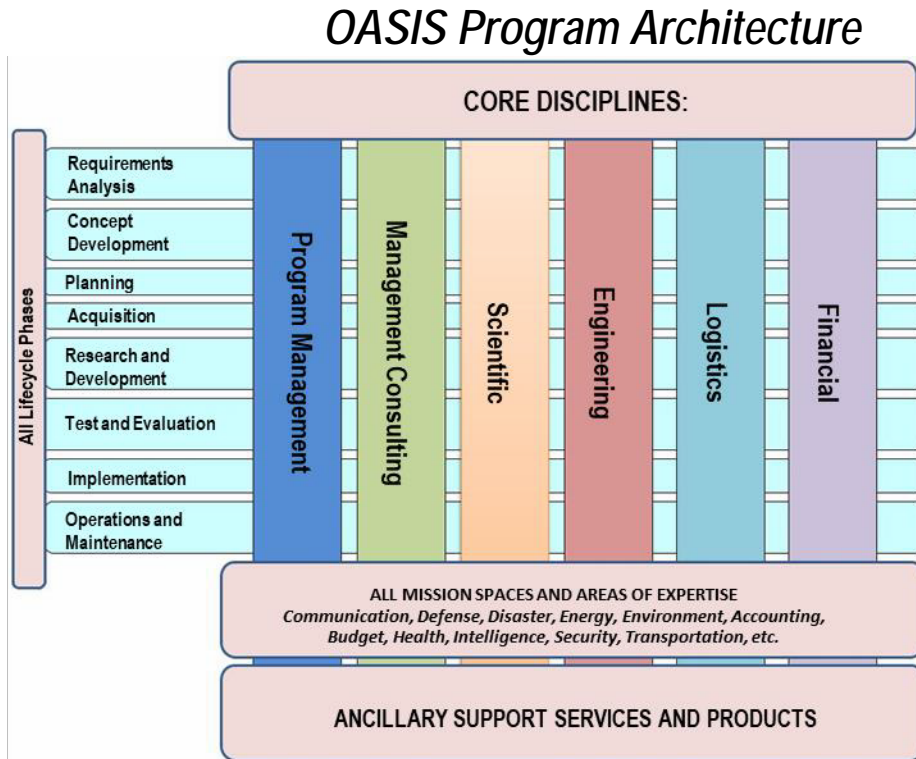 OASIS Program Architecture
CORE DISCIPLINES:
All Lifecycle Phases
Requirements
Analysis
Concept
Development
Planning
Acquisition
Research and
Development
Test and Evaluation
Implementation
Operations and
Maintenance
Program Management
Management Consulting
Scientific
Engineering
Logistics
Financial
ALL MISSION SPACES AND AREAS OF EXPERTISE
Communication, Defense, Disaster, Energy, Environment, Accounting,
Budget, Health, Intelligence, Security, Transportation, etc.
ANCILLARY SUPPORT SERVICES AND PRODUCTS